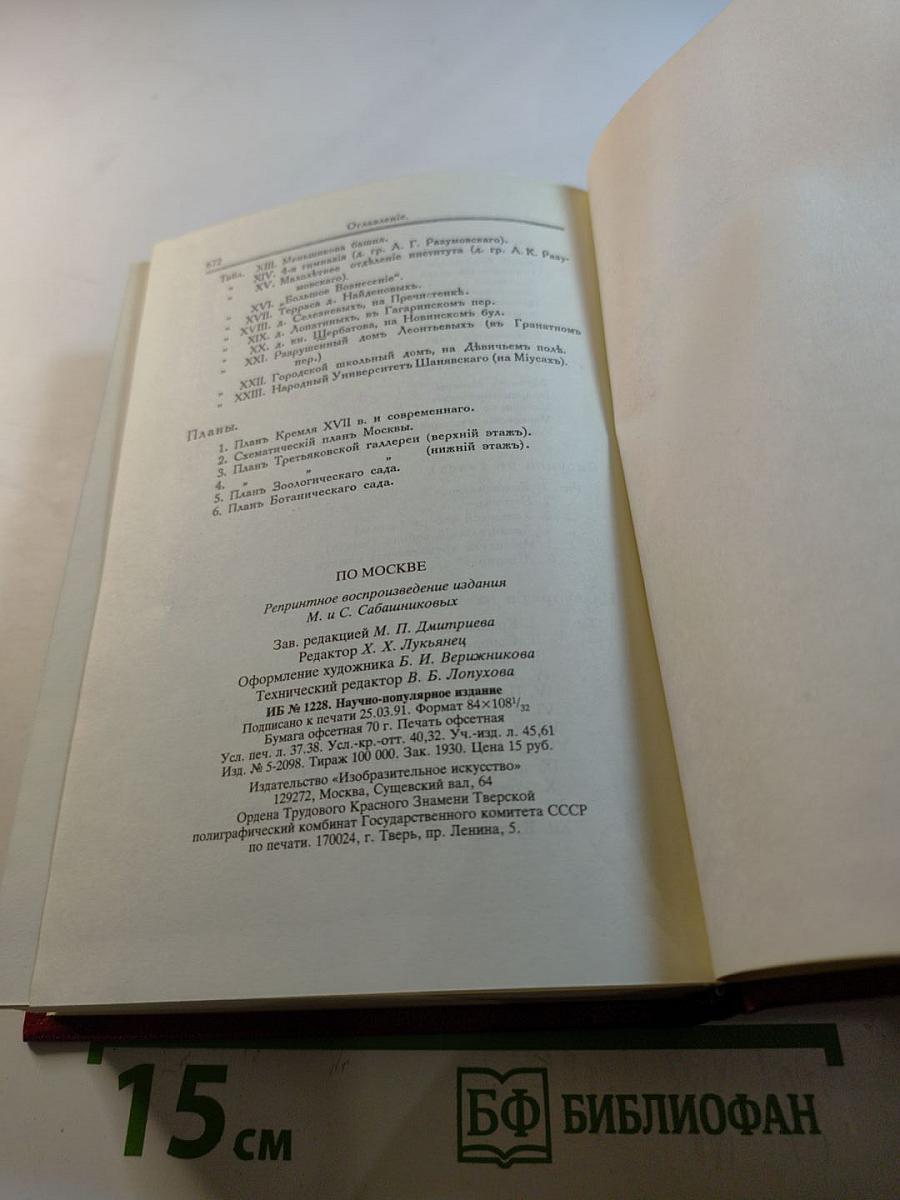 Оглавленіе.
672
Табл. XIII. Меньшикова башня.
„ XIV. 4-я гимназія (д. гр. А. Г. Разумовскаго).
„ XV. Малолѣтнее отдѣленіе института (д. гр. А. К. Разу-
мовскаго).
„ XVI. „Большое Вознесеніе“.
„ XVII. Терраса д. Найденовыхъ.
„ XVIII. д. Селезневыхъ, на Пречистенкѣ.
„ XIX. д. Лопатиныхъ, въ Гагаринскомъ пер.
„ XX. д. кн. Щербатова, на Новинскомъ бул.
„ XXI. Разрушенный домъ Леонтьевыхъ (въ Гранатномъ
пер.)
„ XXII. Городской школьный домъ, на Дѣвичьемъ полѣ.
„ XXIII. Народный Университетъ Шанявскаго (на Міусахъ).
Планы.
1. Планъ Кремля XVII в. и современнаго.
2. Схематическій планъ Москвы.
3. Планъ Третьяковской галлереи (верхній этажъ).
4. „ „ „ (нижній этажъ).
5. Планъ Зоологическаго сада.
6. Планъ Ботаническаго сада.
ПО МОСКВЕ
Репринтное воспроизведение издания
М. и С. Сабашниковых
Зав. редакцией М. П. Дмитриева
Редактор Х. Х. Лукьянец
Оформление художника Б. И. Верижникова
Технический редактор В. Б. Лопухова
ИБ № 1228. Научно-популярное издание
Подписано к печати 25.03.91. Формат 84×108¹/₃₂
Бумага офсетная 70 г. Печать офсетная
Усл. печ. л. 37,38. Усл.-кр.-отт. 40,32. Уч.-изд. л. 45,61
Изд. № 5-2098. Тираж 100 000. Зак. 1930. Цена 15 руб.
Издательство «Изобразительное искусство»
129272, Москва, Сущевский вал, 64
Ордена Трудового Красного Знамени Тверской
полиграфический комбинат Государственного комитета СССР
по печати. 170024, г. Тверь, пр. Ленина, 5.
15 см
БФ БИБЛИОФАН